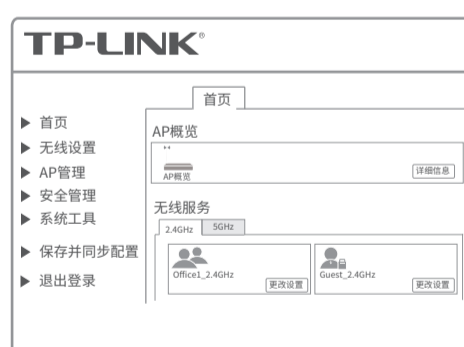 TP-LINK®
首页
首页
无线设置
AP管理
安全管理
系统工具
保存并同步配置
退出登录
AP概览
AP概览
详细信息
无线服务
2.4GHz 5GHz
Office1_2.4GHz
更改设置
Guest_2.4GHz
更改设置